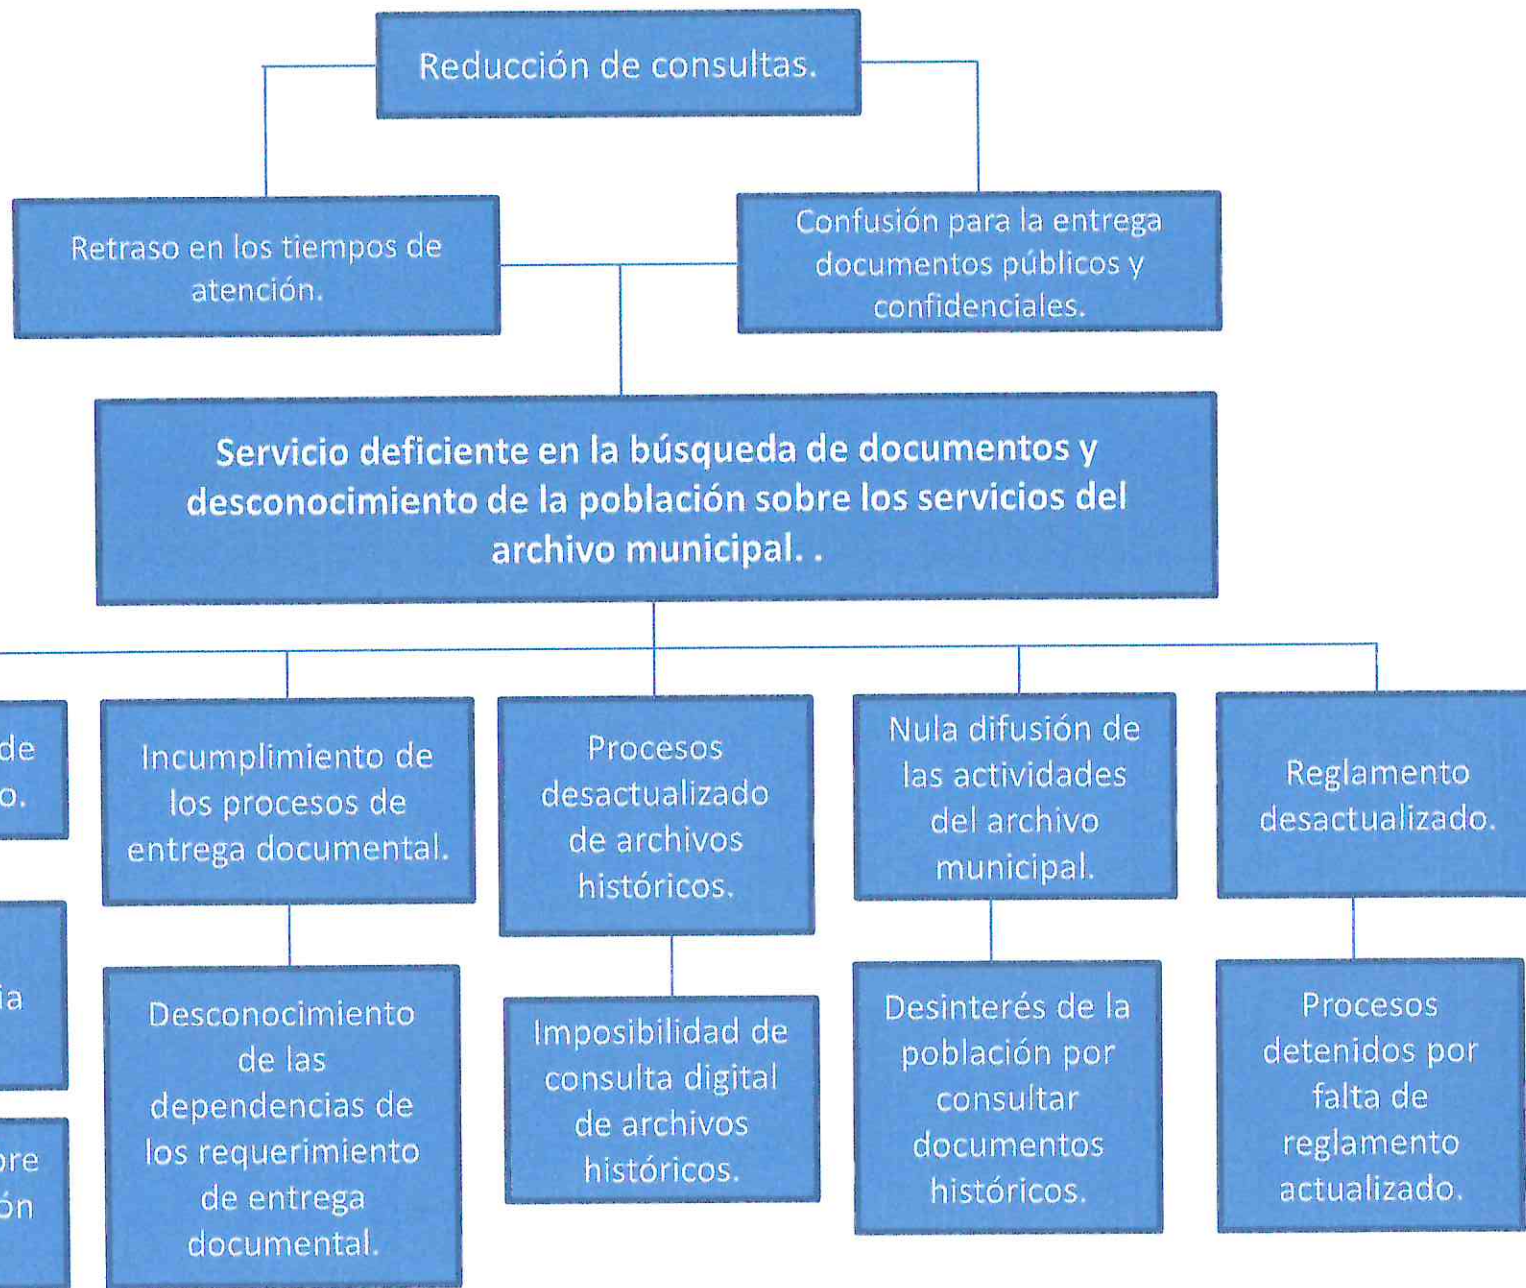 Reducción de consultas.
Retraso en los tiempos de
atención.
Confusión para la entrega
documentos públicos y
confidenciales.
Servicio deficiente en la búsqueda de documentos y
desconocimiento de la población sobre los servicios del
archivo municipal. .
de
Incumplimiento de
los procesos de
entrega documental.
Procesos
desactualizado
de archivos
históricos.
Nula difusión de
las actividades
del archivo
municipal.
Reglamento
desactualizado.
Desconocimiento
de las
dependencias de
los requerimiento
de entrega
documental.
Imposibilidad de
consulta digital
de archivos
históricos.
Desinterés de la
población por
consultar
documentos
históricos.
Procesos
detenidos por
falta de
reglamento
actualizado.